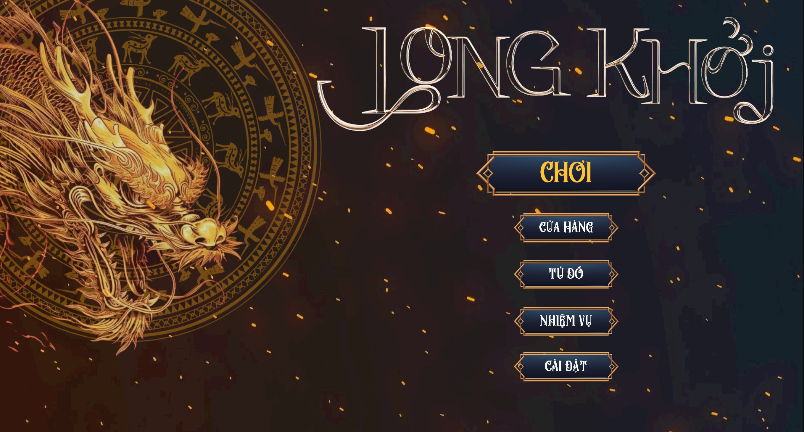 LONG KHỞI
CHƠI
CỬA HÀNG
TỦ ĐỒ
NHIỆM VỤ
CÀI ĐẶT